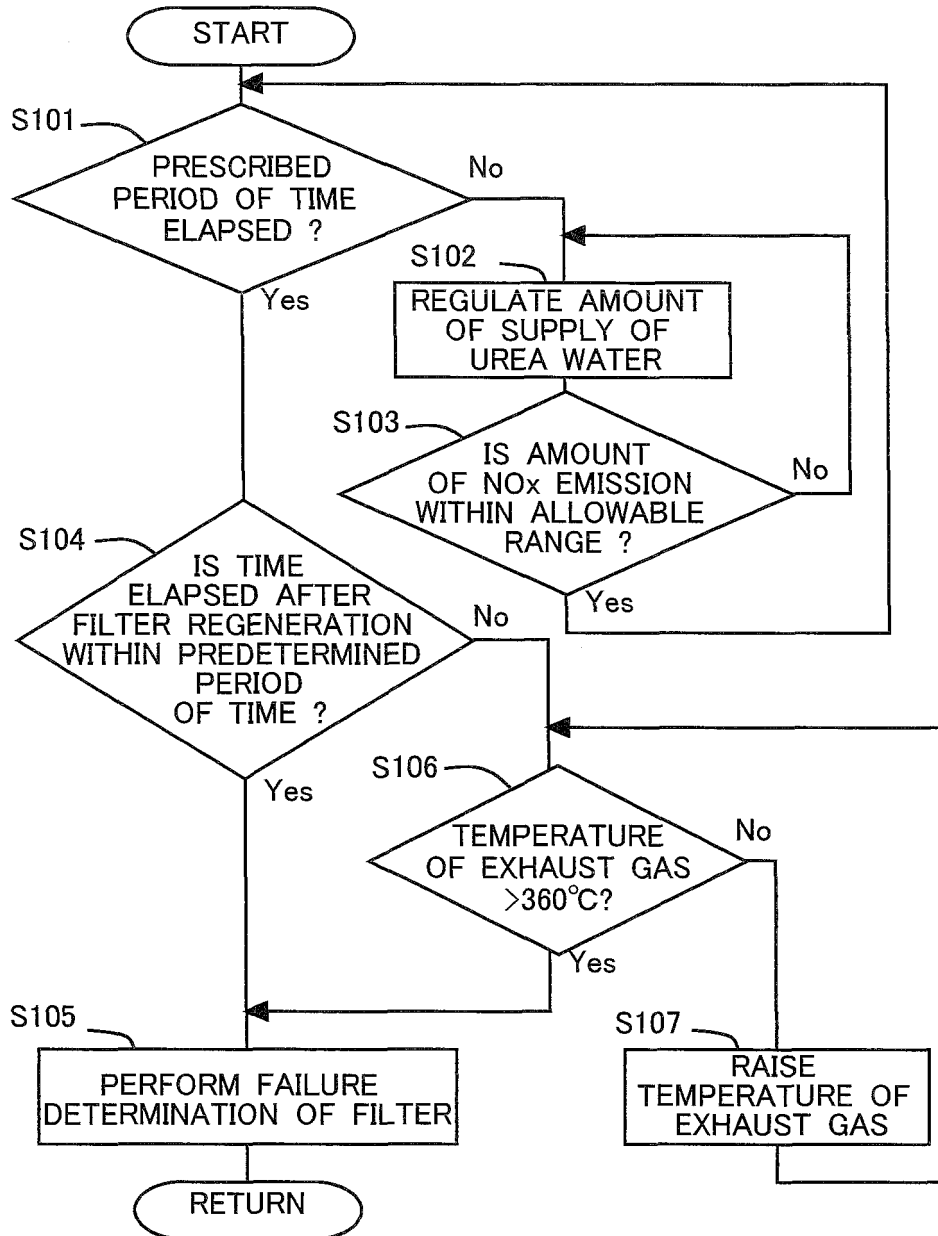 START
S101
PRESCRIBED
PERIOD OF TIME
ELAPSED ?
No
Yes
S102
REGULATE AMOUNT
OF SUPPLY OF
UREA WATER
S103
IS AMOUNT
OF NOx EMISSION
WITHIN ALLOWABLE
RANGE ?
No
Yes
S104
IS TIME
ELAPSED AFTER
FILTER REGENERATION
WITHIN PREDETERMINED
PERIOD
OF TIME ?
No
Yes
S106
TEMPERATURE
OF EXHAUST GAS
>360℃?
No
Yes
S105
PERFORM FAILURE
DETERMINATION OF FILTER
S107
RAISE
TEMPERATURE OF
EXHAUST GAS
RETURN